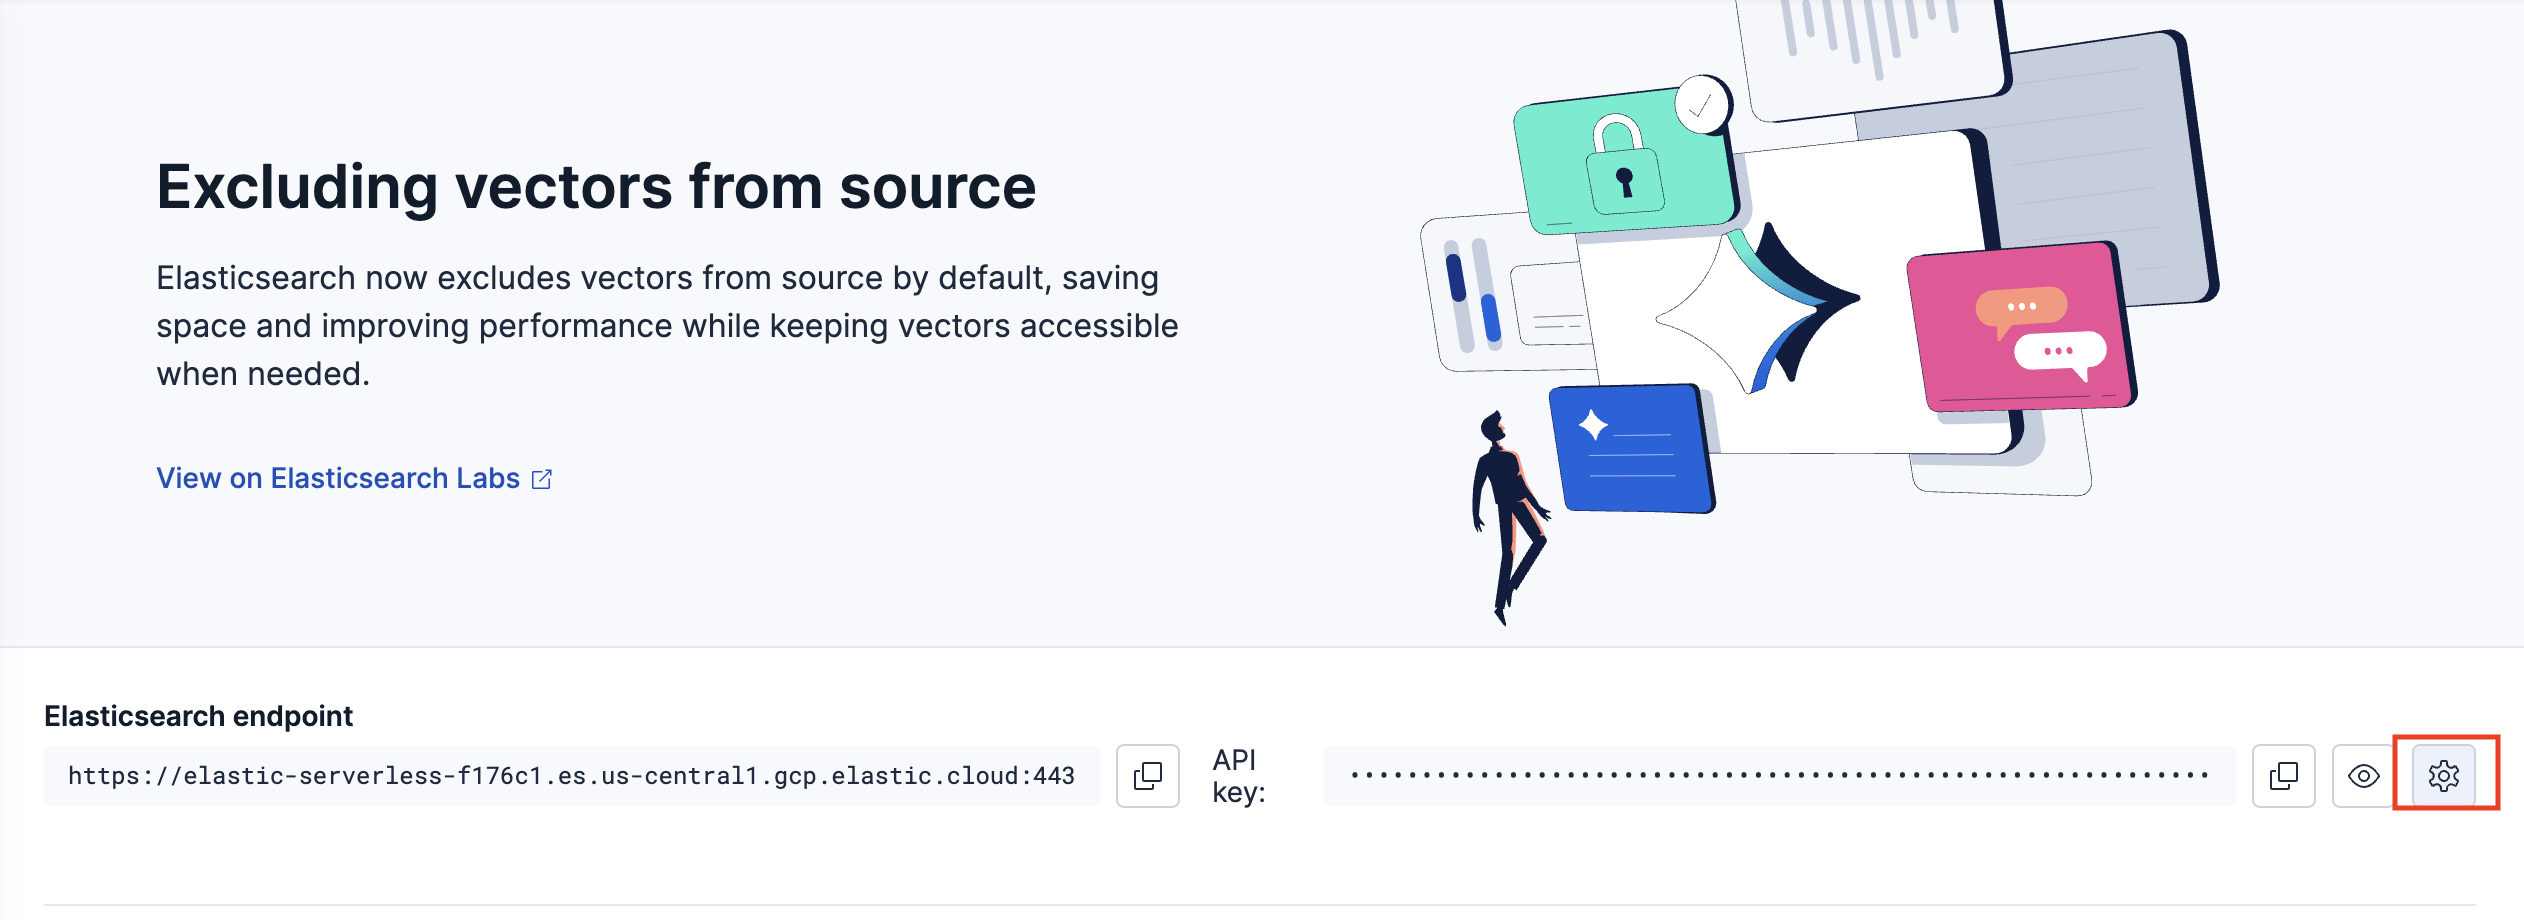 Excluding vectors from source
Elasticsearch now excludes vectors from source by default, saving
space and improving performance while keeping vectors accessible
when needed.
View on Elasticsearch Labs
Elasticsearch endpoint
https://elastic-serverless-f176c1.es.us-central1.gcp.elastic.cloud:443
API
key: